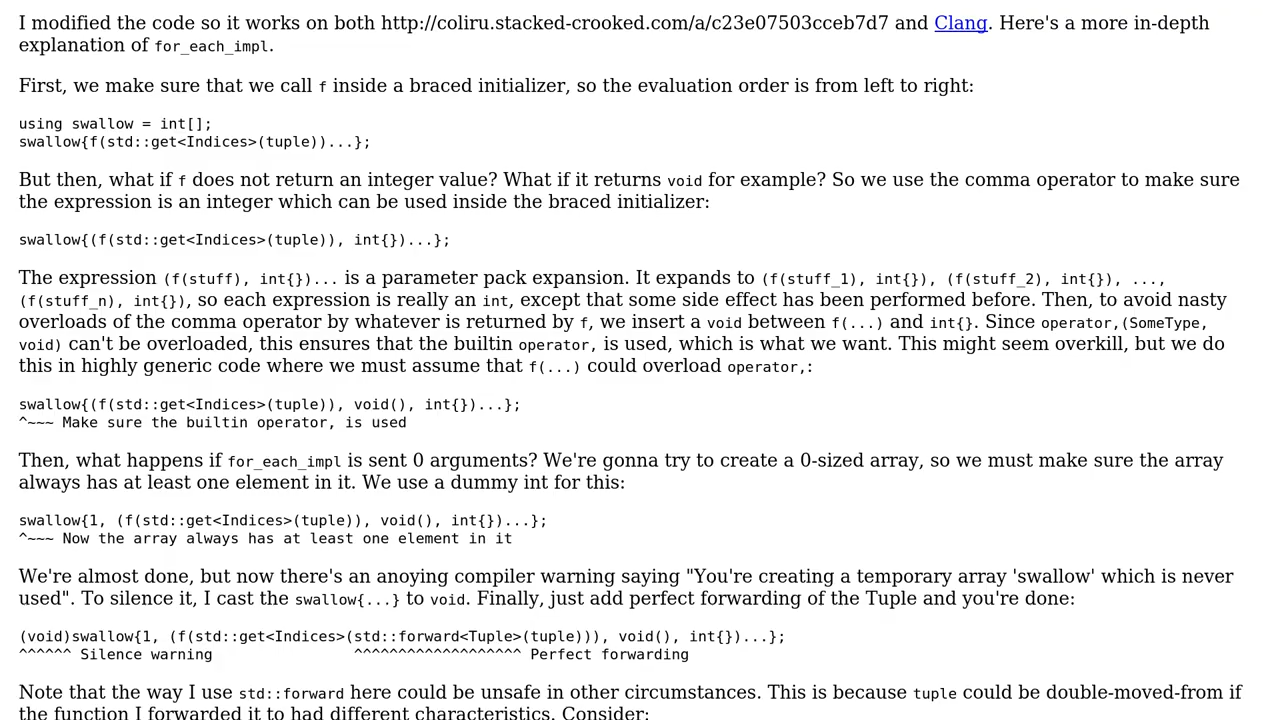 I modified the code so it works on both http://coliru.stacked-crooked.com/a/c23e07503cceb7d7 and Clang. Here's a more in-depth
explanation of for_each_impl.
First, we make sure that we call f inside a braced initializer, so the evaluation order is from left to right:
using swallow = int[];
swallow{f(std::get<Indices>(tuple))...};
But then, what if f does not return an integer value? What if it returns void for example? So we use the comma operator to make sure
the expression is an integer which can be used inside the braced initializer:
swallow{(f(std::get<Indices>(tuple)), int{})...};
The expression (f(stuff), int{})... is a parameter pack expansion. It expands to (f(stuff_1), int{}), (f(stuff_2), int{}), ...,
(f(stuff_n), int{}), so each expression is really an int, except that some side effect has been performed before. Then, to avoid nasty
overloads of the comma operator by whatever is returned by f, we insert a void between f(...) and int{}. Since operator,(SomeType,
void) can't be overloaded, this ensures that the builtin operator, is used, which is what we want. This might seem overkill, but we do
this in highly generic code where we must assume that f(...) could overload operator,:
swallow{(f(std::get<Indices>(tuple)), void(), int{})...};
^~~~ Make sure the builtin operator, is used
Then, what happens if for_each_impl is sent 0 arguments? We're gonna try to create a 0-sized array, so we must make sure the array
always has at least one element in it. We use a dummy int for this:
swallow{1, (f(std::get<Indices>(tuple)), void(), int{})...};
^~~~ Now the array always has at least one element in it
We're almost done, but now there's an anoying compiler warning saying "You're creating a temporary array 'swallow' which is never
used". To silence it, I cast the swallow{...} to void. Finally, just add perfect forwarding of the Tuple and you're done:
(void)swallow{1, (f(std::get<Indices>(std::forward<Tuple>(tuple))), void(), int{})...};
^^^^^^ Silence warning                ^^^^^^^^^^^^^^^^^^^ Perfect forwarding
Note that the way I use std::forward here could be unsafe in other circumstances. This is because tuple could be double-moved-from if
the function I forwarded it to had different characteristics. Consider: